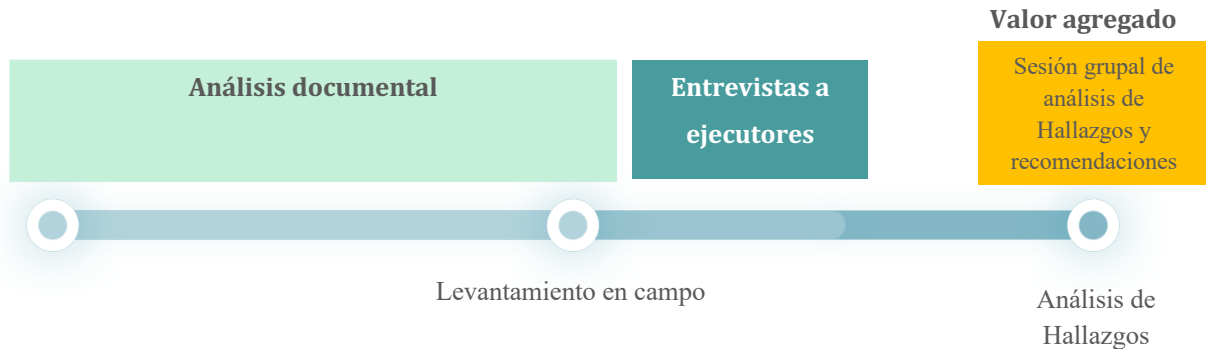 Valor agregado
Análisis documental
Entrevistas a
ejecutores
Sesión grupal de
análisis de
Hallazgos y
recomendaciones
Levantamiento en campo
Análisis de
Hallazgos